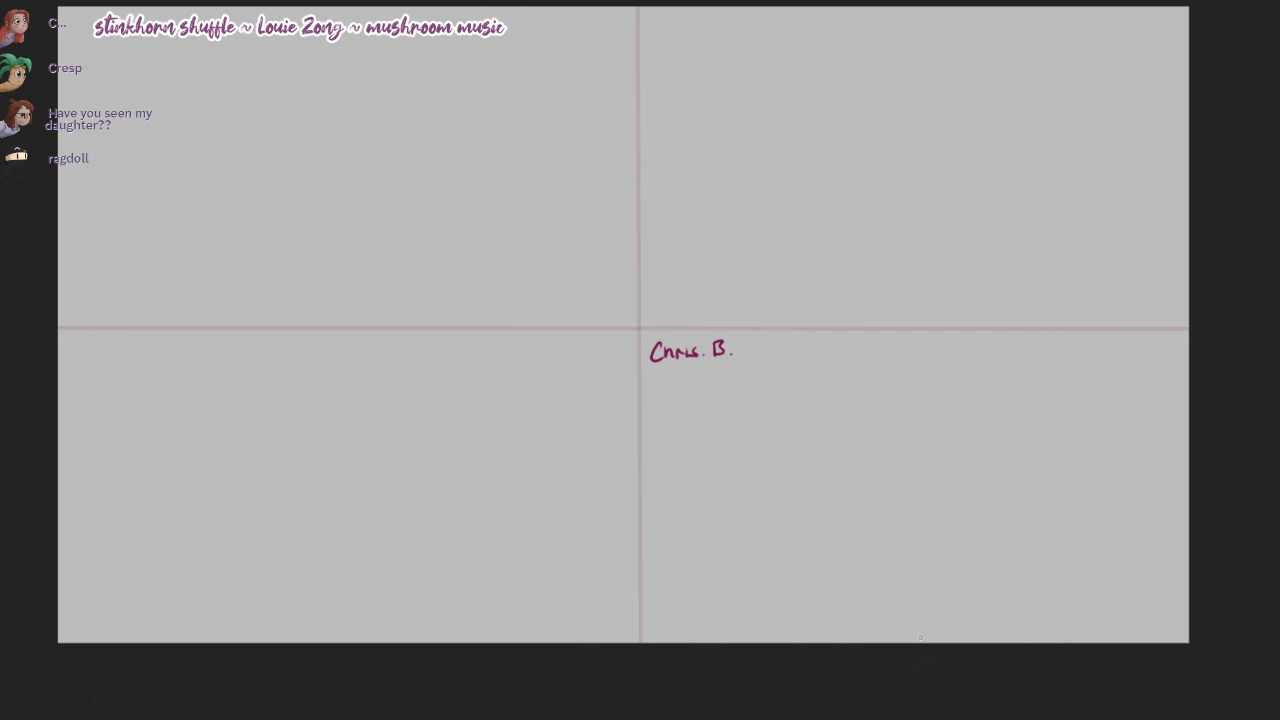 stinkhorn shuffle ~ Louie Zong ~ mushroom music
C...
Cresp
Have you seen my
daughter??
ragdoll
Chris. B.